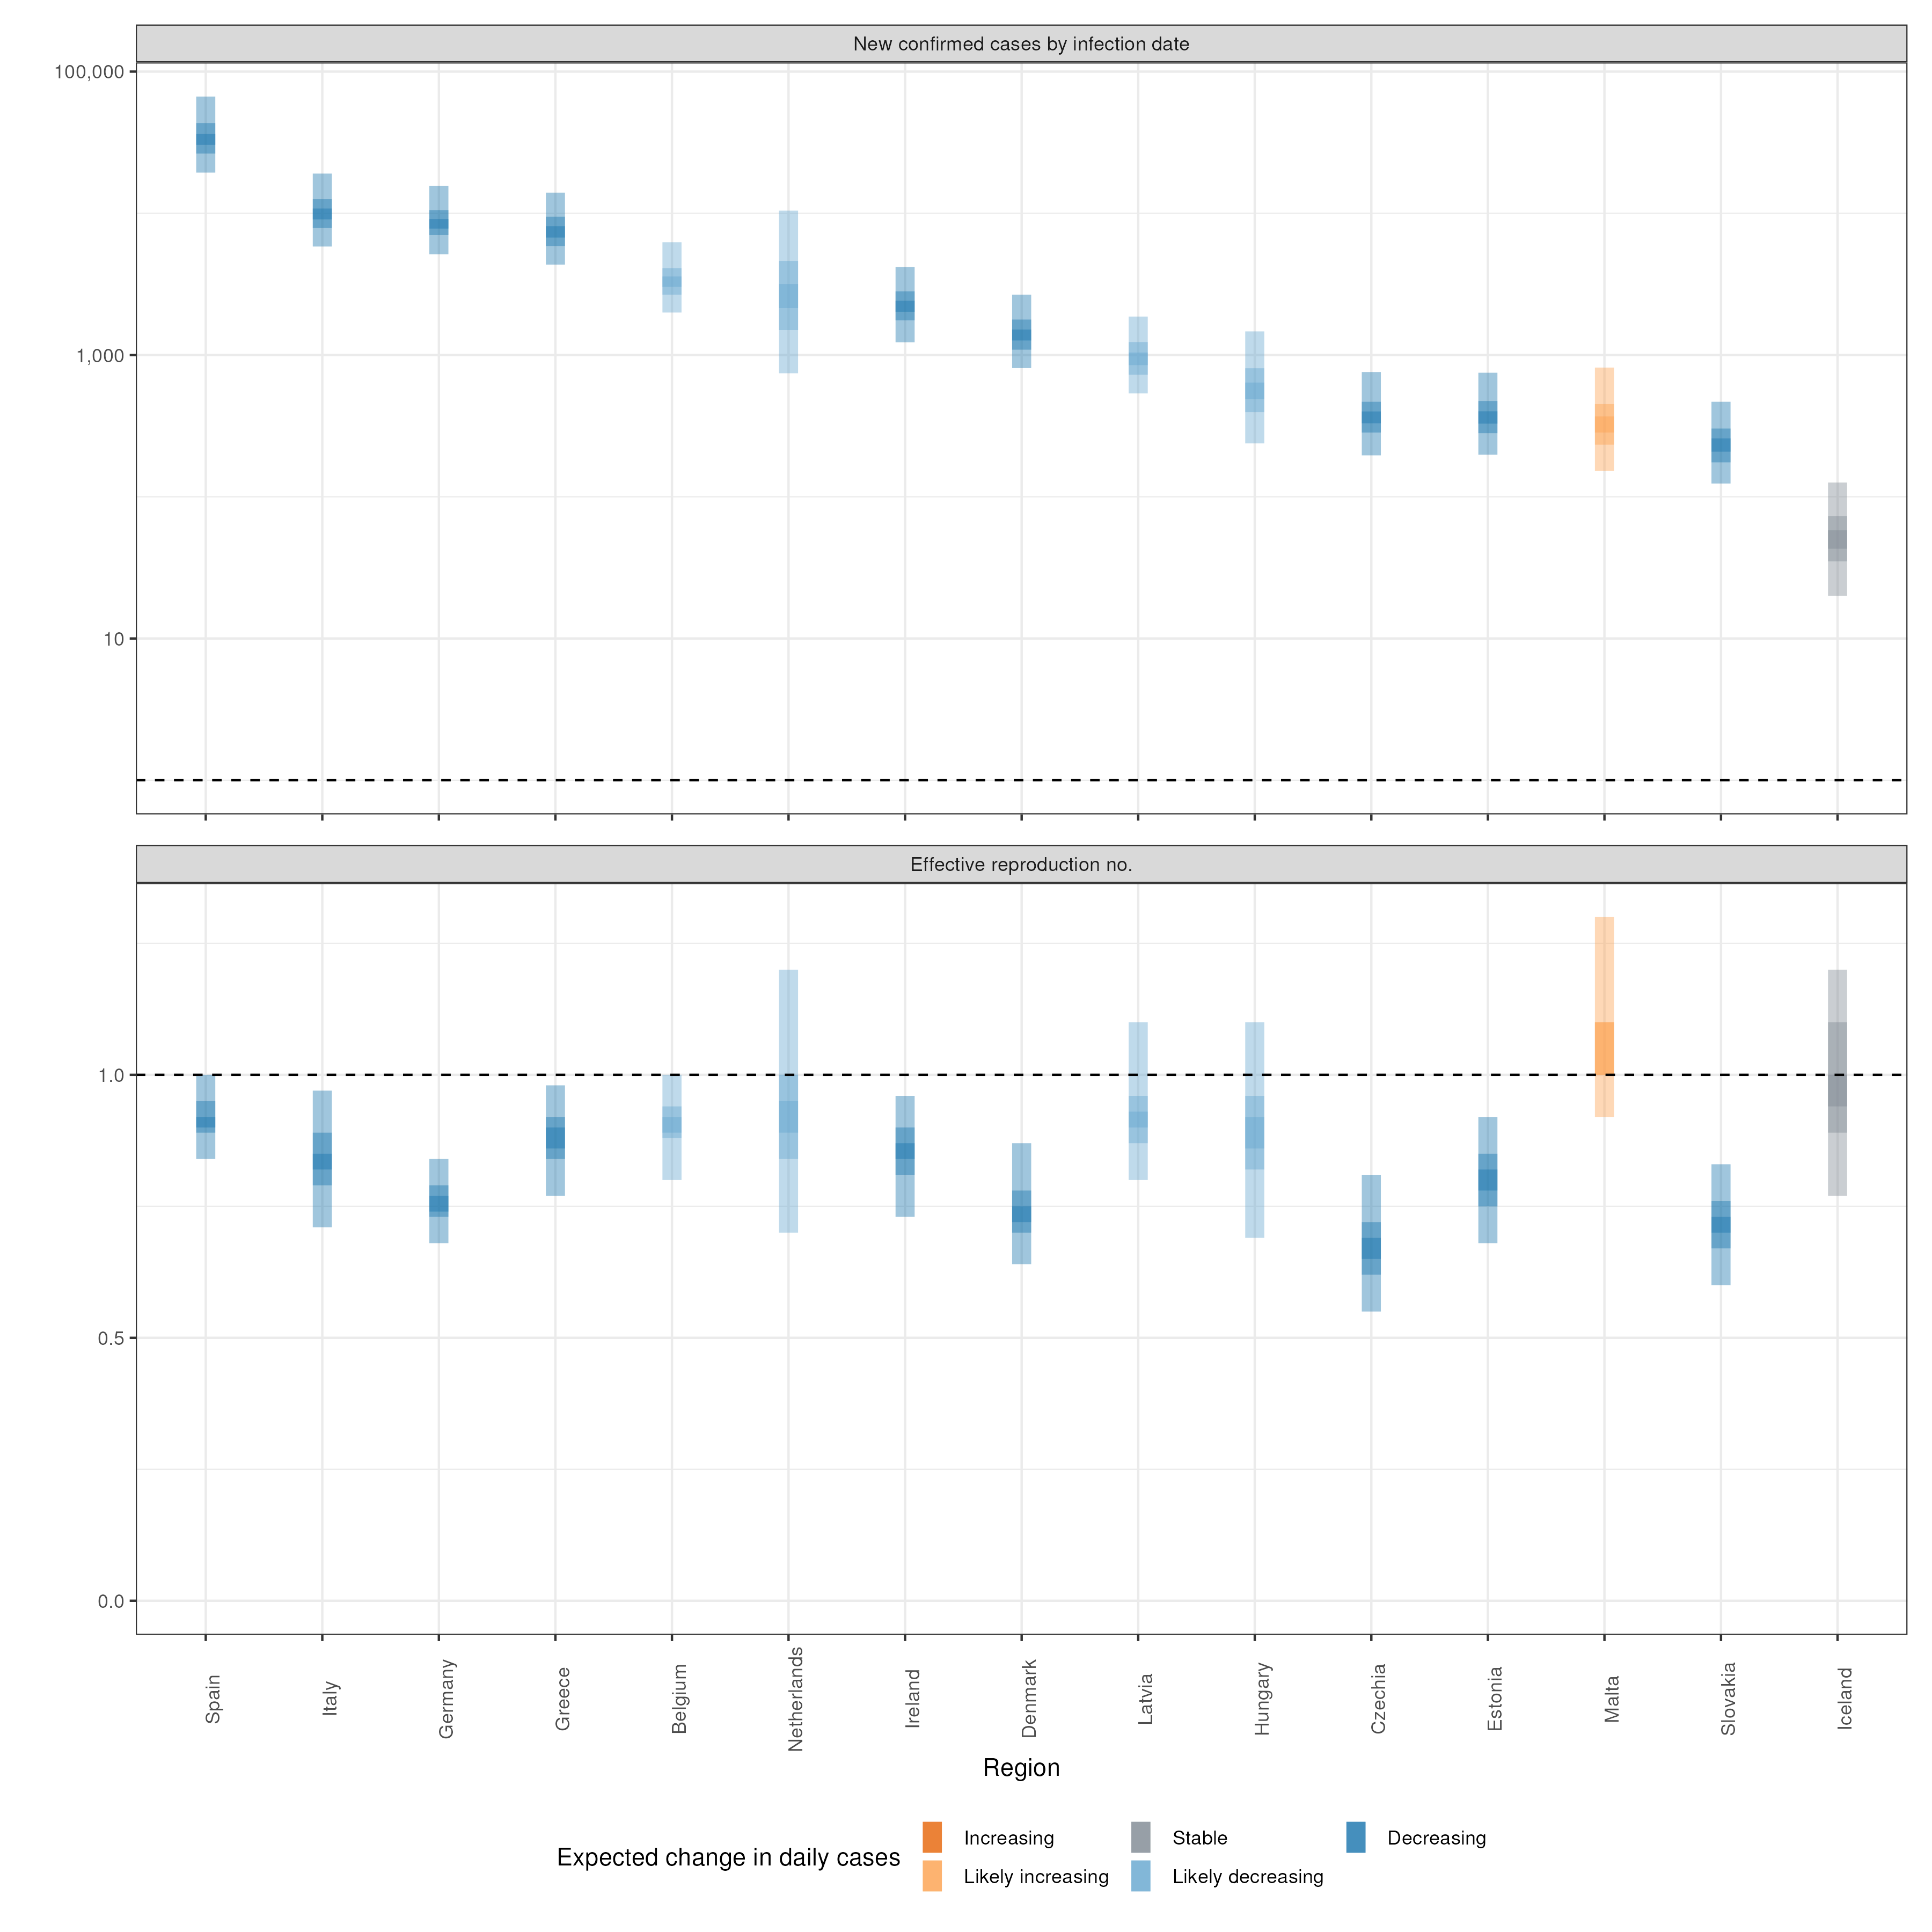 New confirmed cases by infection date
100,000
1,000
10
Effective reproduction no.
1.0
0.5
0.0
Spain
Italy
Germany
Greece
Belgium
Netherlands
Ireland
Denmark
Latvia
Hungary
Czechia
Estonia
Malta
Slovakia
Iceland
Region
Expected change in daily cases
Increasing
Likely increasing
Stable
Likely decreasing
Decreasing